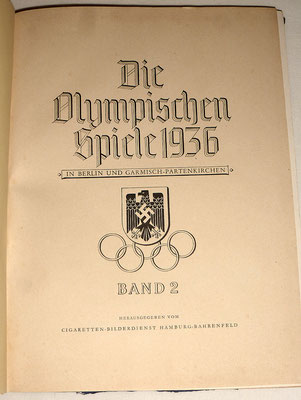 Die
Olympischen
Spiele 1936
IN BERLIN UND GARMISCH-PARTENKIRCHEN
BAND 2
HERAUSGEGEBEN VOM
CIGARETTEN-BILDERDIENST HAMBURG-BAHRENFELD